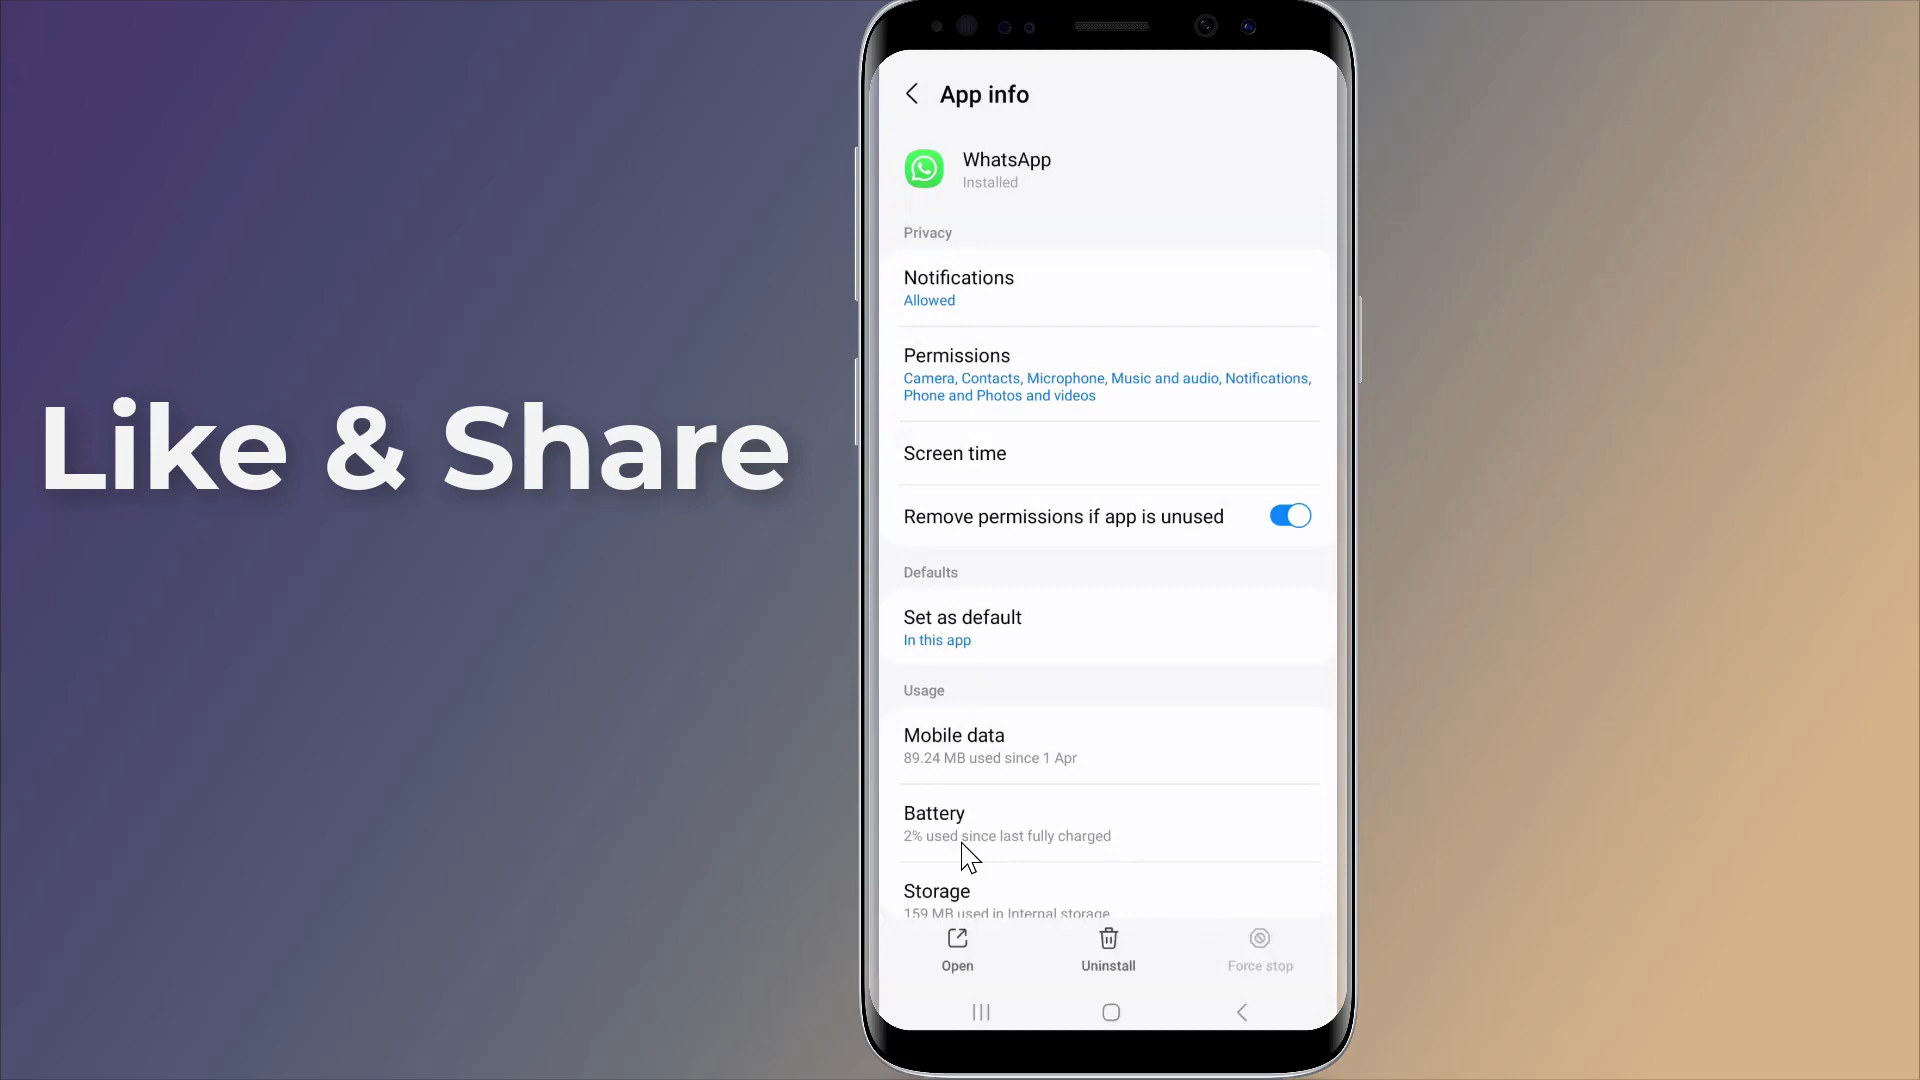 Like & Share
App info
WhatsApp
Installed
Privacy
Notifications
Allowed
Permissions
Camera, Contacts, Microphone, Music and audio, Notifications,
Phone and Photos and videos
Screen time
Remove permissions if app is unused
Defaults
Set as default
In this app
Usage
Mobile data
89.24 MB used since 1 Apr
Battery
2% used since last fully charged
Storage
159 MB used in Internal storage
Open
Uninstall
Force stop